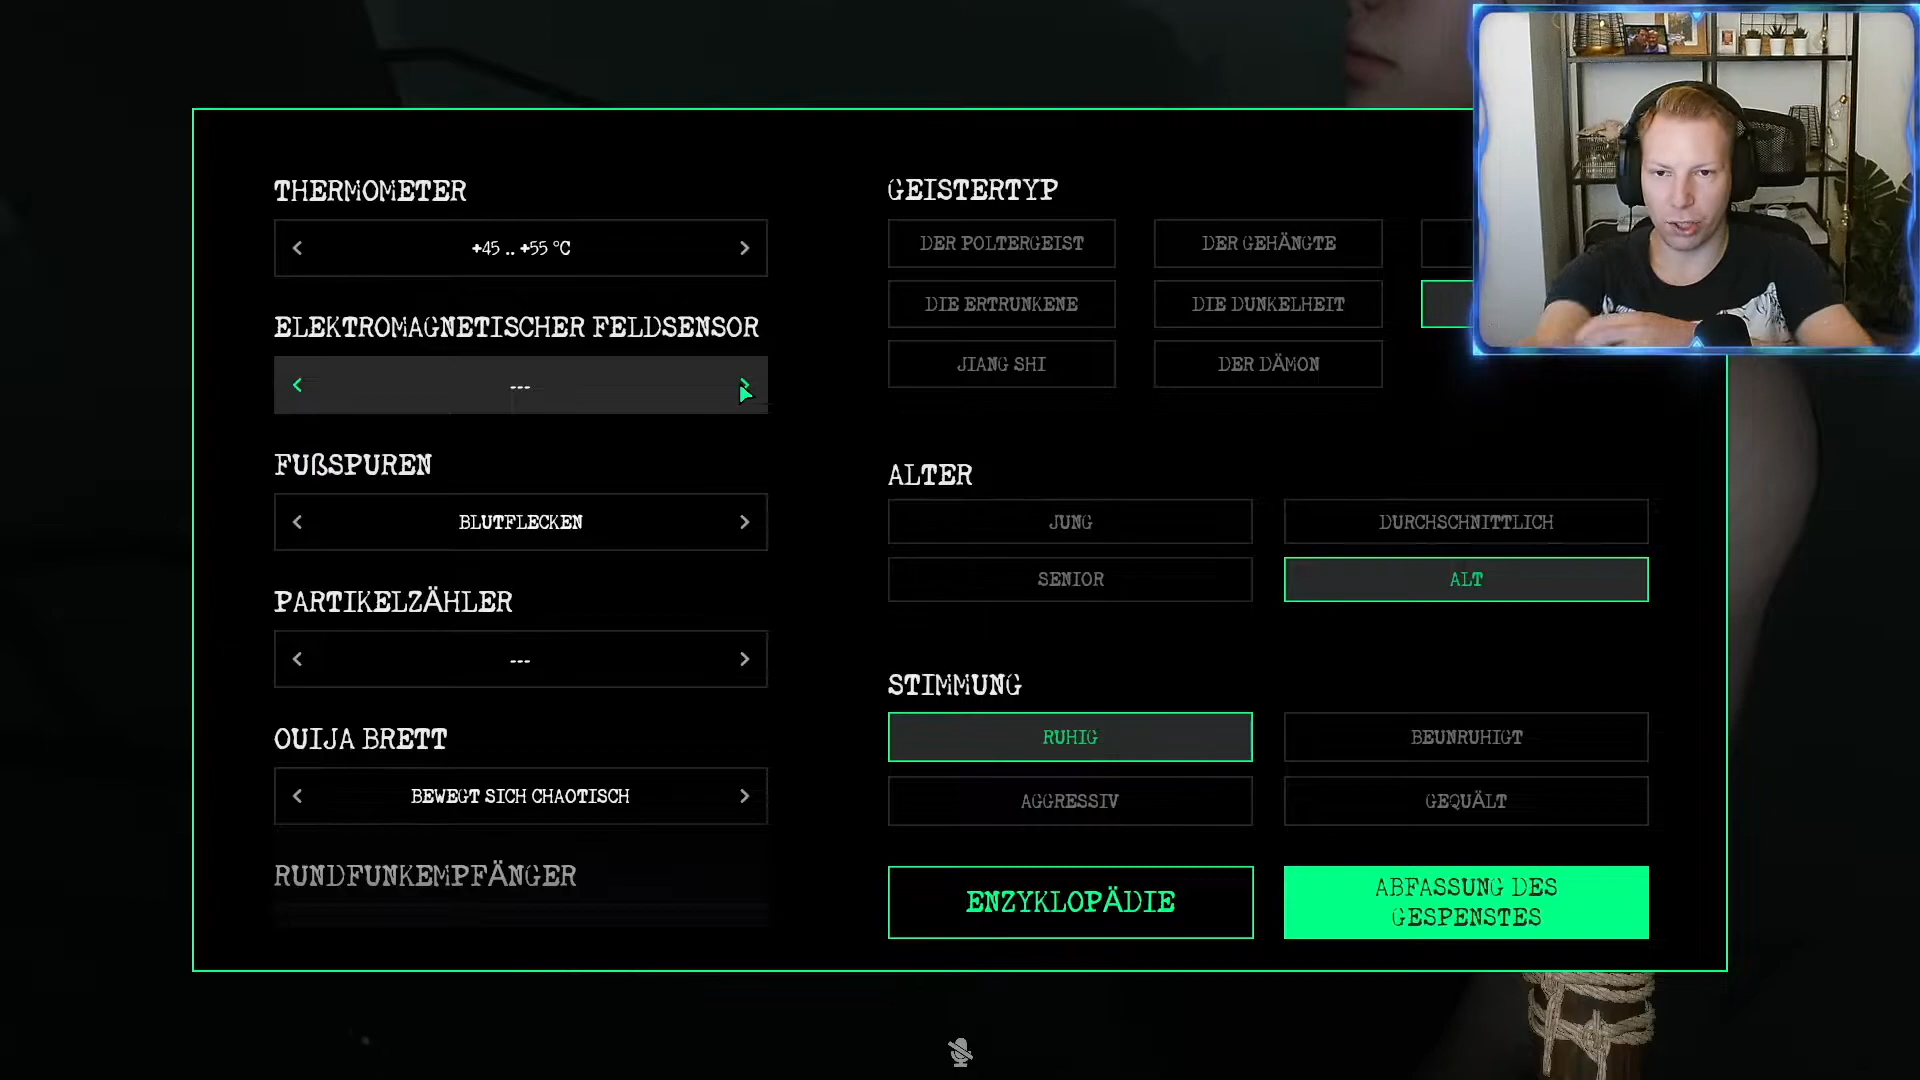 THERMOMETER
+45 .. +55 °C
ELEKTROMAGNETISCHER FELDSENSOR
---
FUßSPUREN
BLUTFLECKEN
PARTIKELZÄHLER
---
OUIJA BRETT
BEWEGT SICH CHAOTISCH
RUNDFUNKEMPFÄNGER
GEISTERTYP
DER POLTERGEIST
DER GEHÄNGTE
DIE ERTRUNKENE
DIE DUNKELHEIT
JIANG SHI
DER DÄMON
ALTER
JUNG
DURCHSCHNITTLICH
SENIOR
ALT
STIMMUNG
RUHIG
BEUNRUHIGT
AGGRESSIV
GEQUÄLT
ENZYKLOPÄDIE
ABFASSUNG DES
GESPENSTES